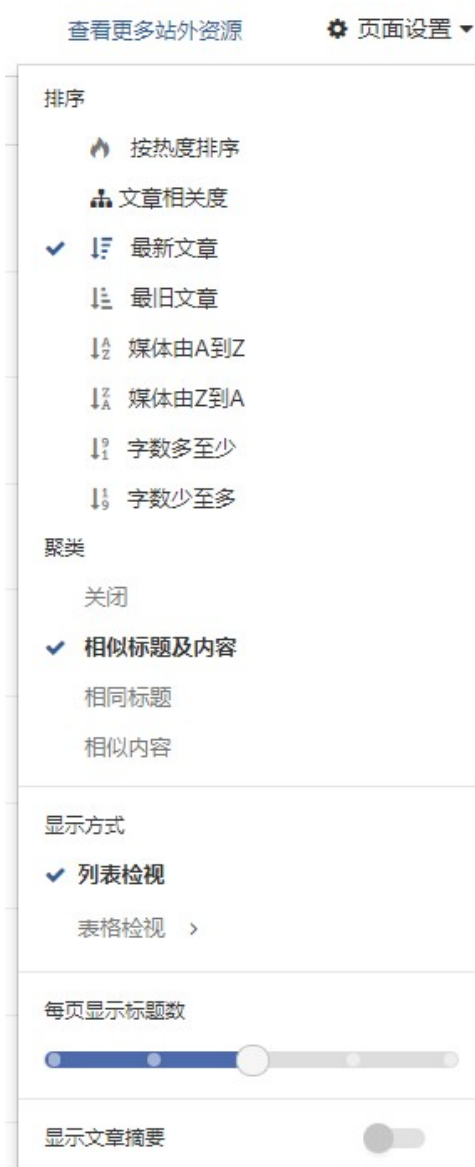 查看更多站外资源 页面设置
排序
按热度排序
文章相关度
最新文章
最旧文章
媒体由A到Z
媒体由Z到A
字数多至少
字数少至多
聚类
关闭
相似标题及内容
相同标题
相似内容
显示方式
列表检视
表格检视
每页显示标题数
显示文章摘要